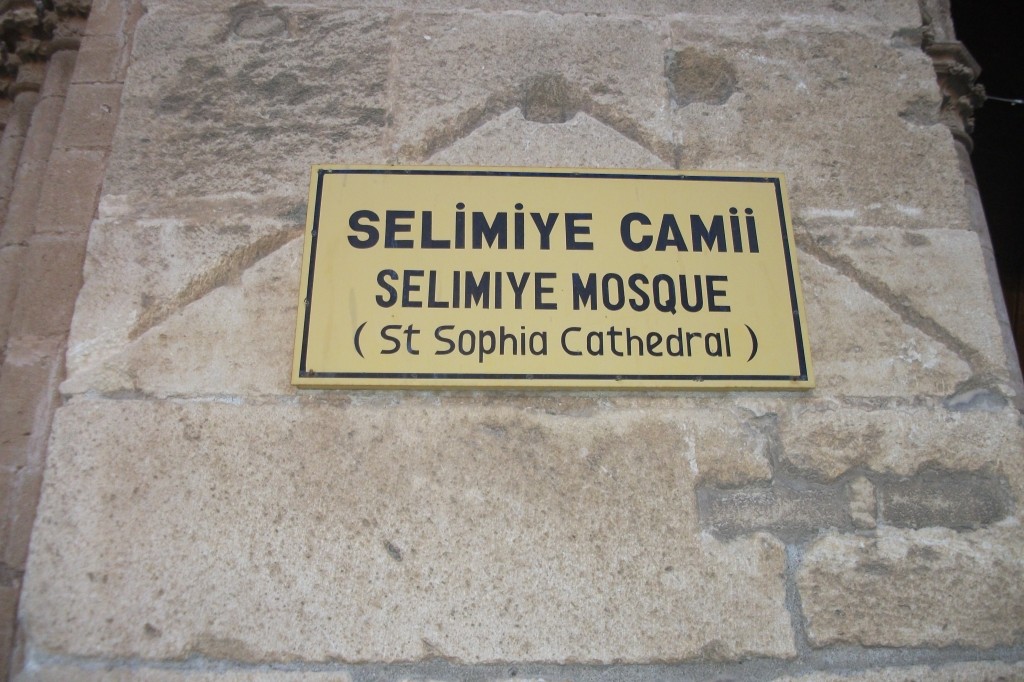 SELİMİYE CAMİİ
SELIMIYE MOSQUE
( St Sophia Cathedral )